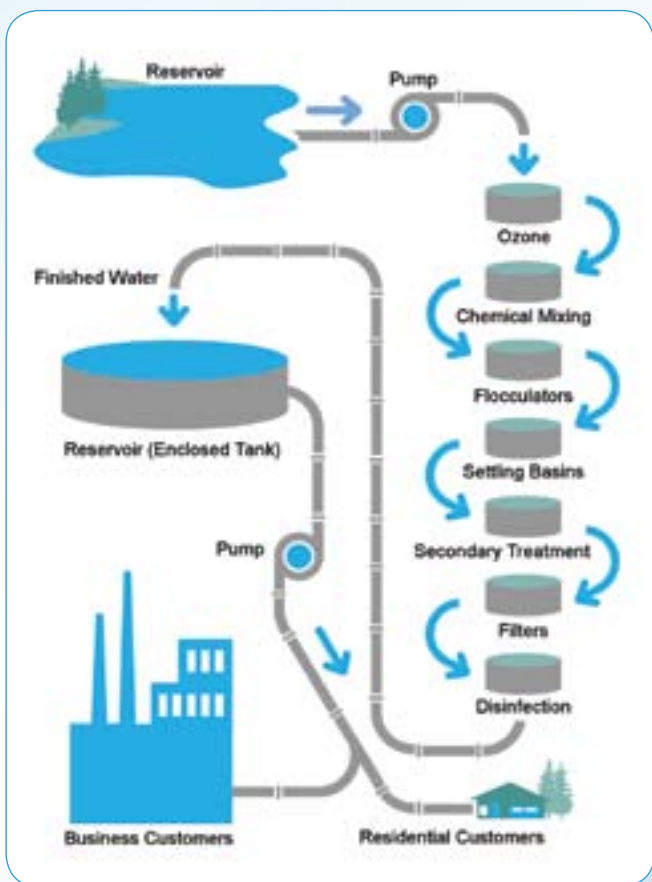 Reservoir
Pump
Ozone
Chemical Mixing
Flocculators
Settling Basins
Secondary Treatment
Filters
Disinfection
Finished Water
Reservoir (Enclosed Tank)
Pump
Business Customers
Residential Customers